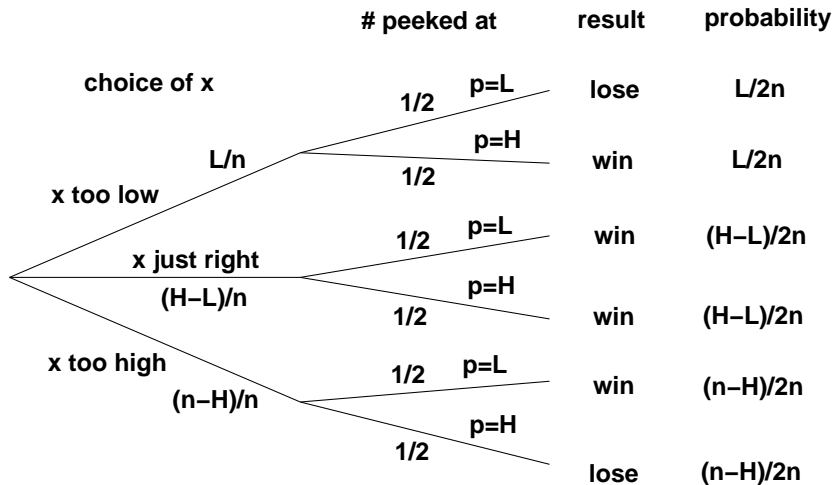 # peeked at result probability
choice of x
1/2 p=L lose L/2n
L/n
p=H
1/2 win L/2n
x too low
1/2 p=L win (H−L)/2n
x just right
(H−L)/n
p=H
1/2 win (H−L)/2n
x too high
1/2 p=L win (n−H)/2n
(n−H)/n
p=H
1/2
lose (n−H)/2n